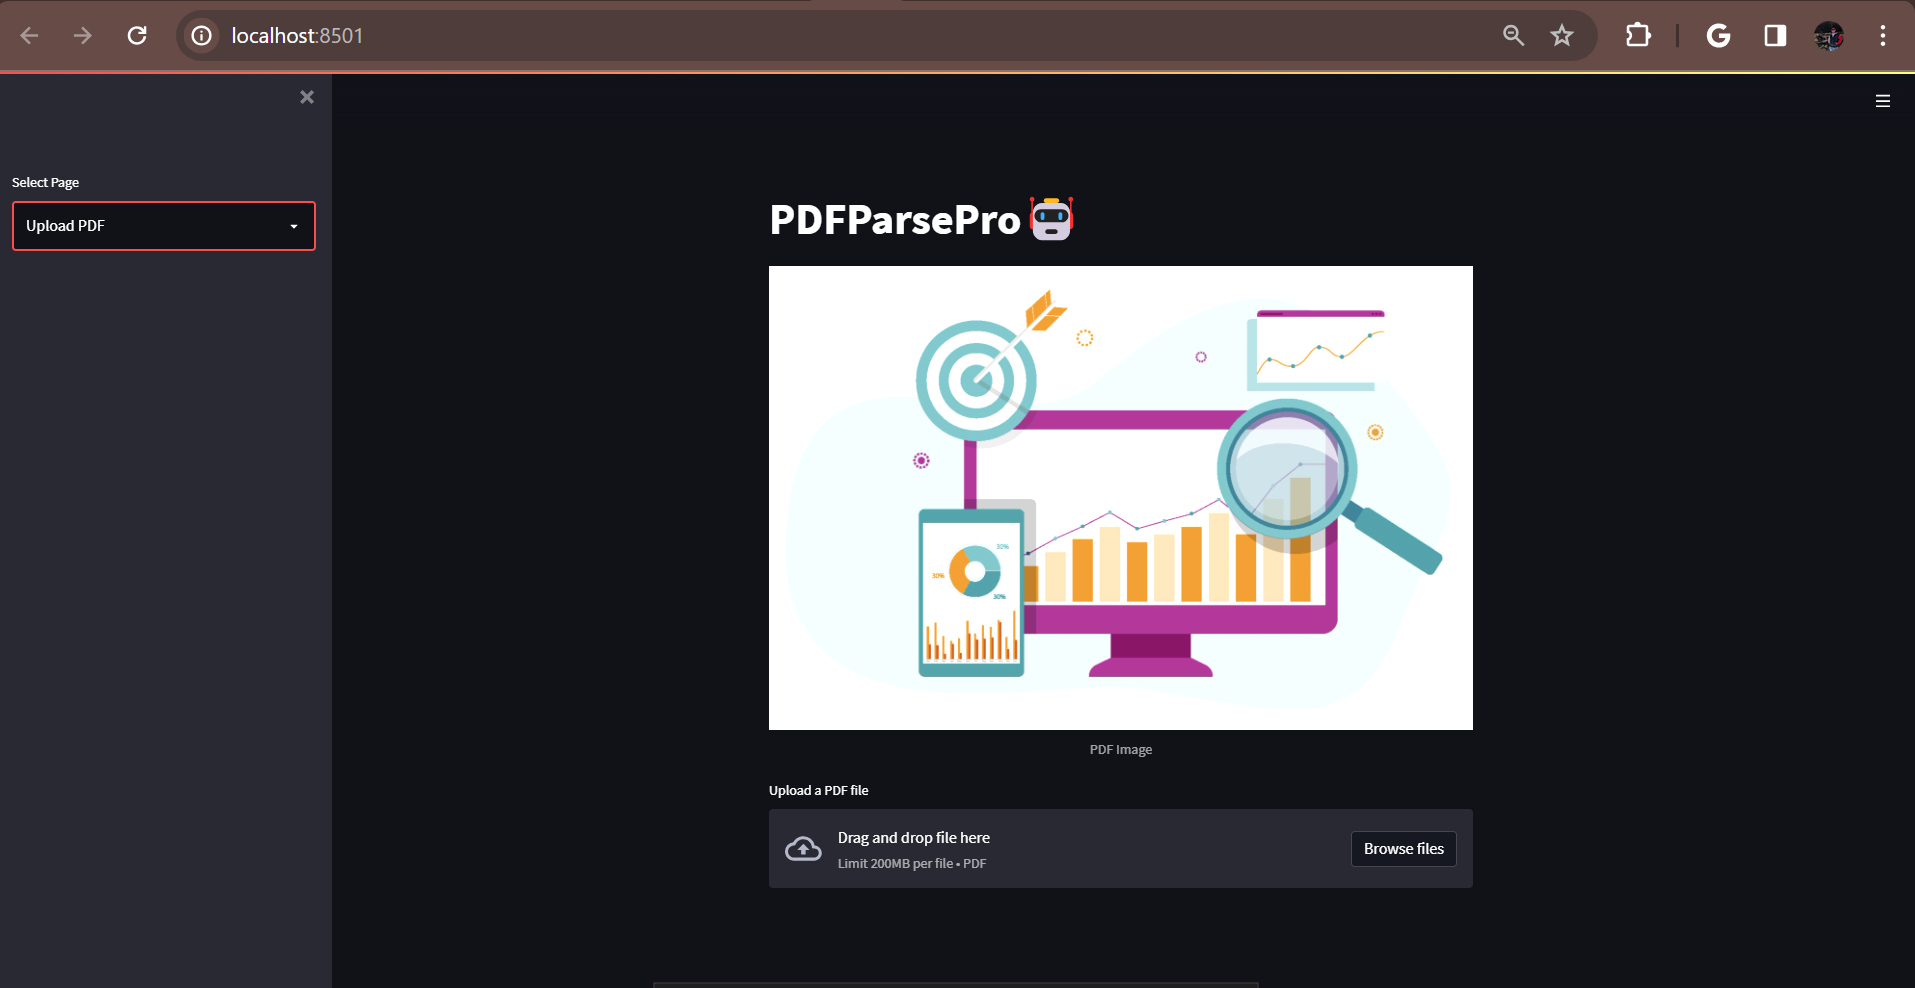 localhost:8501
Select Page
Upload PDF
PDFParsePro
30%
30%
30%
PDF Image
Upload a PDF file
Drag and drop file here
Limit 200MB per file • PDF
Browse files